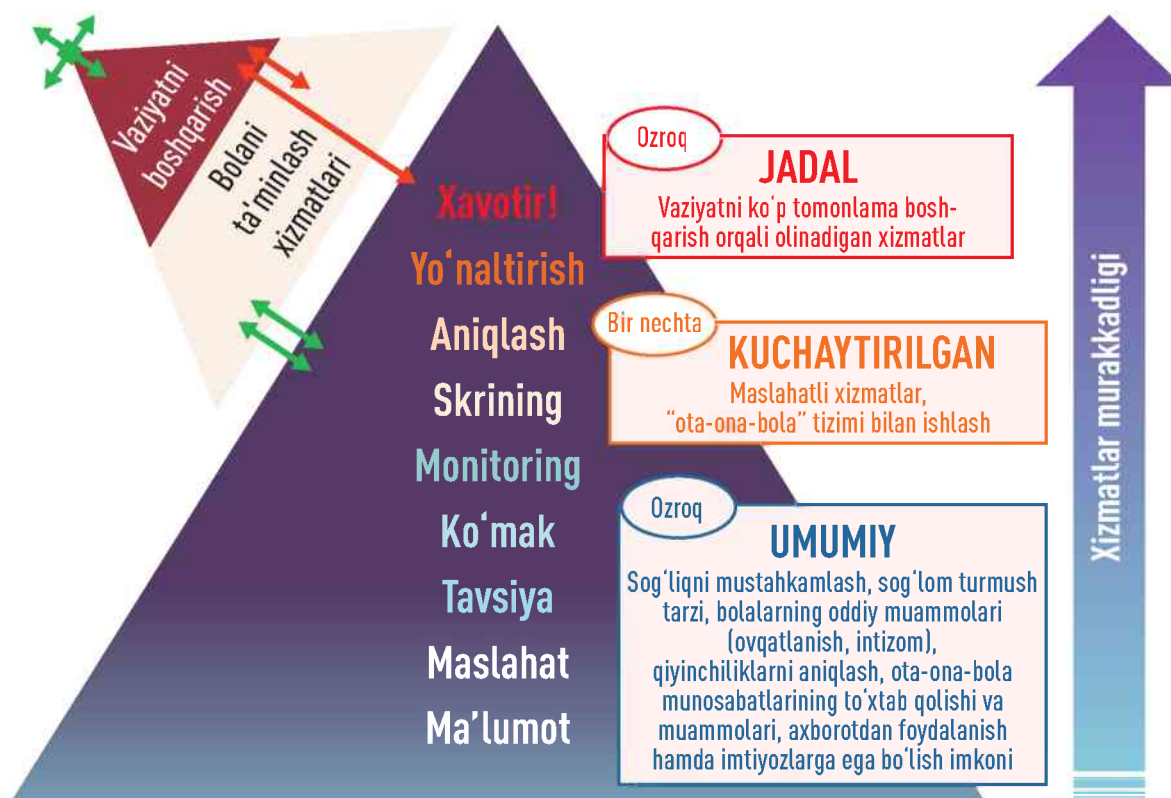 Vaziyatni
boshqarish
Bolani
ta'minlash
xizmatlari
Xavotir!
Yo‘naltirish
Aniqlash
Skrining
Monitoring
Ko‘mak
Tavsiya
Maslahat
Ma’lumot
Ozroq
JADAL
Vaziyatni ko‘p tomonlama bosh-
qarish orqali olinadigan xizmatlar
Bir nechta
KUCHAYTIRILGAN
Maslahatli xizmatlar,
“ota-ona-bola” tizimi bilan ishlash
Ozroq
UMUMIY
Sog‘liqni mustahkamlash, sog‘lom turmush
tarzi, bolalarning oddiy muammolari
(ovqatlanish, intizom),
qiyinchiliklarni aniqlash, ota-ona-bola
munosabatlarining to‘xtab qolishi va
muammolari, axborotdan foydalanish
hamda imtiyozlarga ega bo‘lish imkoni
Xizmatlar murakkadligi